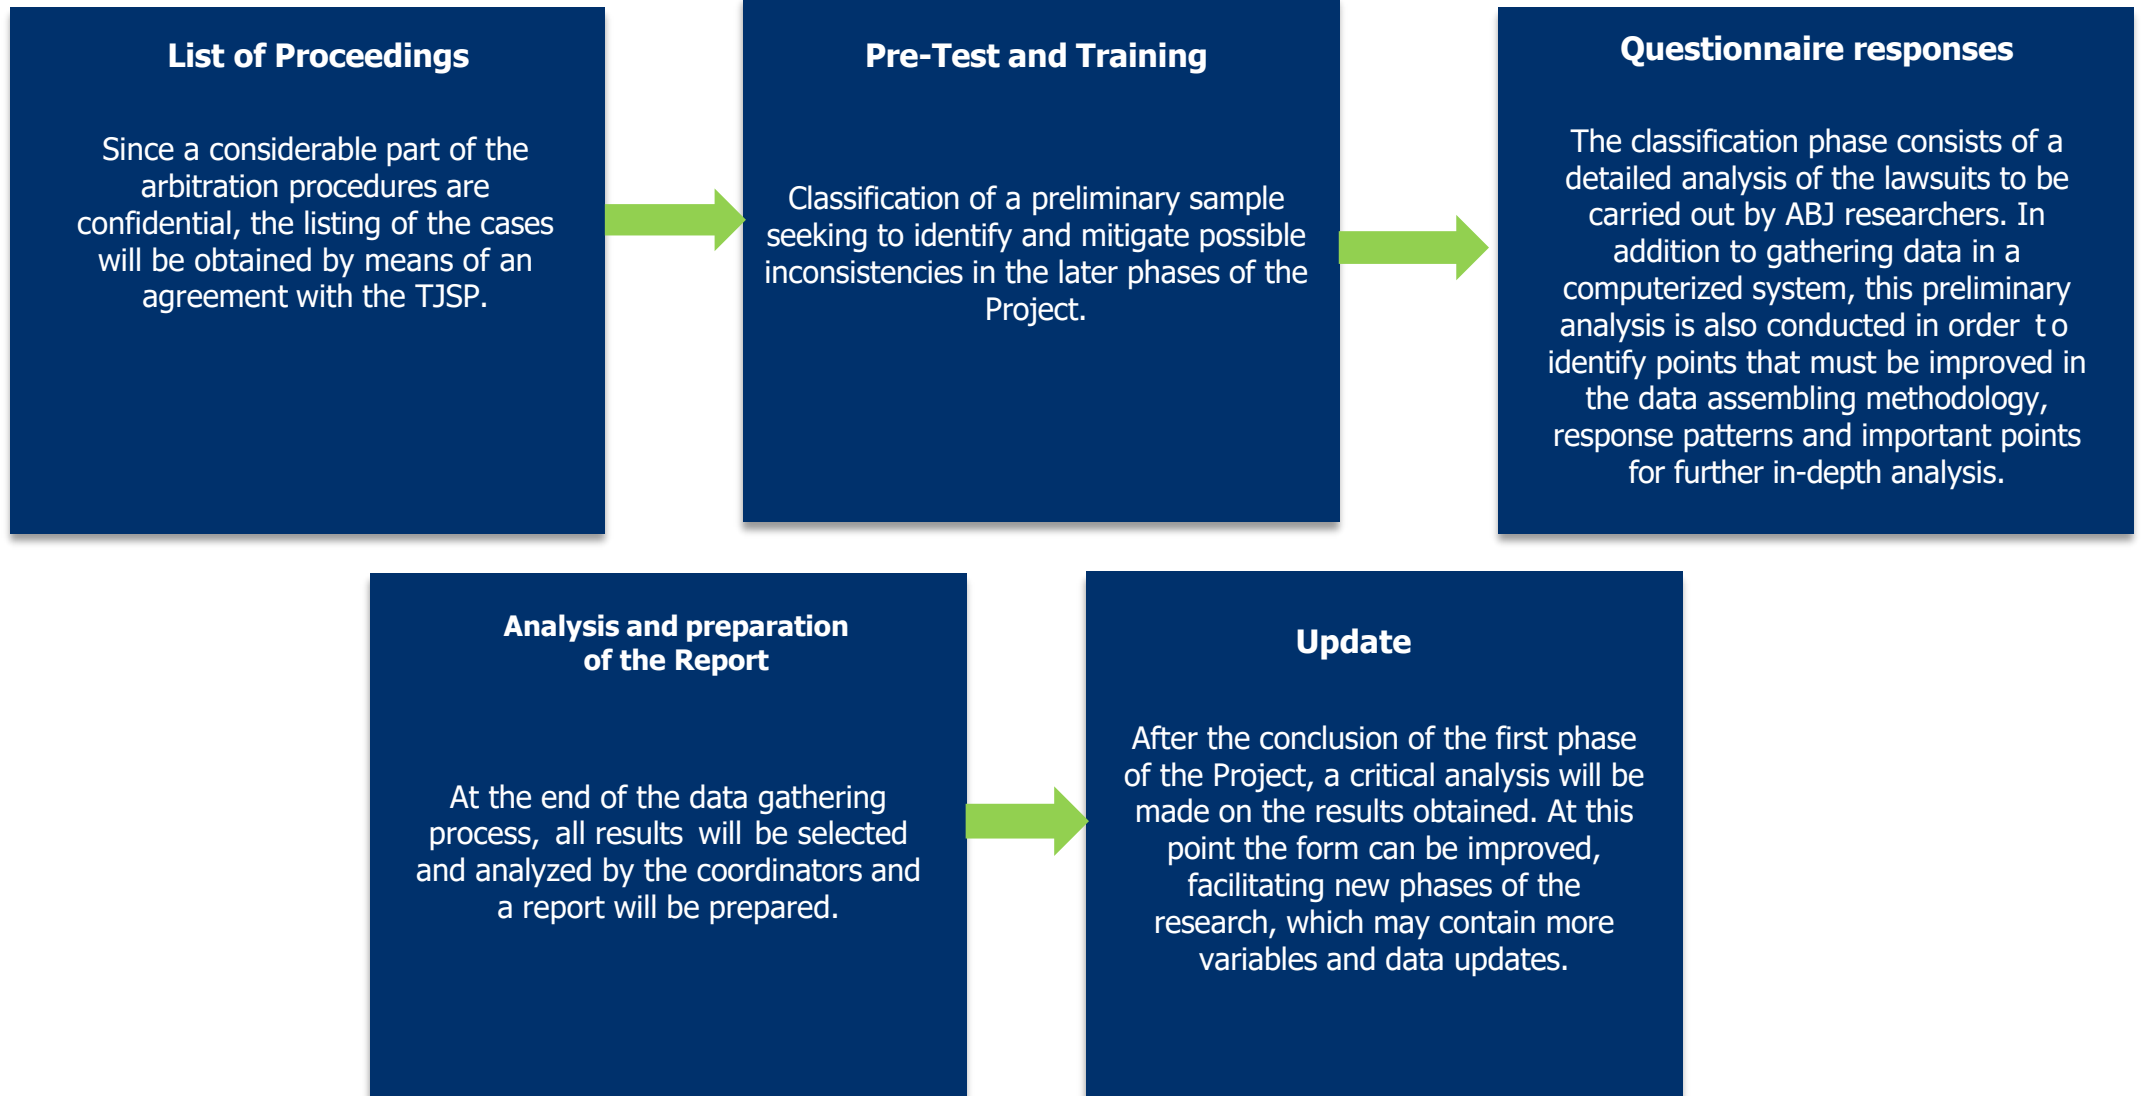 List of Proceedings
Since a considerable part of the
arbitration procedures are
confidential, the listing of the cases
will be obtained by means of an
agreement with the TJSP.
Pre-Test and Training
Classification of a preliminary sample
seeking to identify and mitigate possible
inconsistencies in the later phases of the
Project.
Questionnaire responses
The classification phase consists of a
detailed analysis of the lawsuits to be
carried out by ABJ researchers. In
addition to gathering data in a
computerized system, this preliminary
analysis is also conducted in order to
identify points that must be improved in
the data assembling methodology,
response patterns and important points
for further in-depth analysis.
Analysis and preparation
of the Report
At the end of the data gathering
process, all results will be selected
and analyzed by the coordinators and
a report will be prepared.
Update
After the conclusion of the first phase
of the Project, a critical analysis will be
made on the results obtained. At this
point the form can be improved,
facilitating new phases of the
research, which may contain more
variables and data updates.